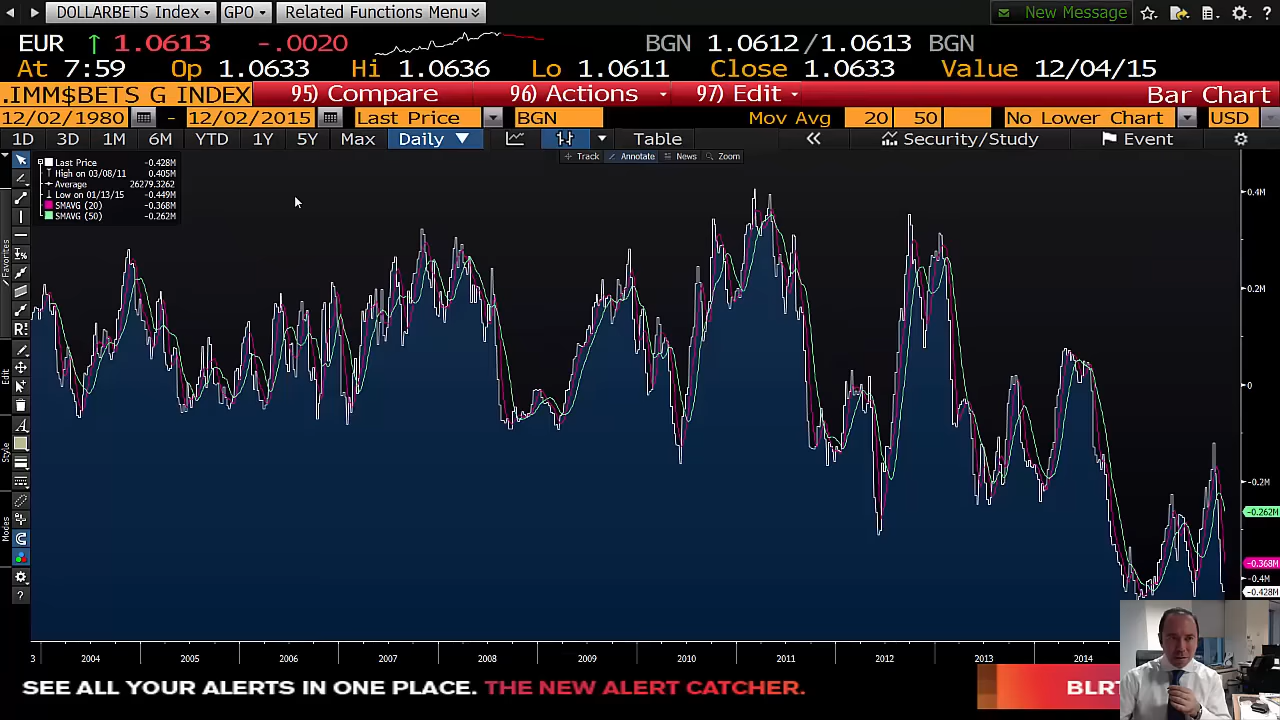 DOLLARBETS Index GPO Related Functions Menu New Message ?
EUR 1.0613 -.0020 BGN 1.0612/1.0613 BGN
At 7:59 Op 1.0633 Hi 1.0636 Lo 1.0611 Close 1.0633 Value 12/04/15
.IMM$BETS G INDEX 95) Compare 96) Actions 97) Edit Bar Chart
12/02/1980 - 12/02/2015 Last Price BGN Mov Avg 20 50 No Lower Chart USD
1D 3D 1M 6M YTD 1Y 5Y Max Daily Table Security/Study Event
Track Annotate News Zoom
Last Price -0.428M
High on 03/08/11 0.405M
Average 26279.3262
Low on 01/13/15 -0.449M
SMAVG (20) -0.368M
SMAVG (50) -0.262M
Favorites
Edit
Style
Modes
0.4M
0.2M
0
-0.2M
-0.262M
-0.368M
-0.4M
-0.428M
3 2004 2005 2006 2007 2008 2009 2010 2011 2012 2013 2014
SEE ALL YOUR ALERTS IN ONE PLACE. THE NEW ALERT CATCHER. BLRT